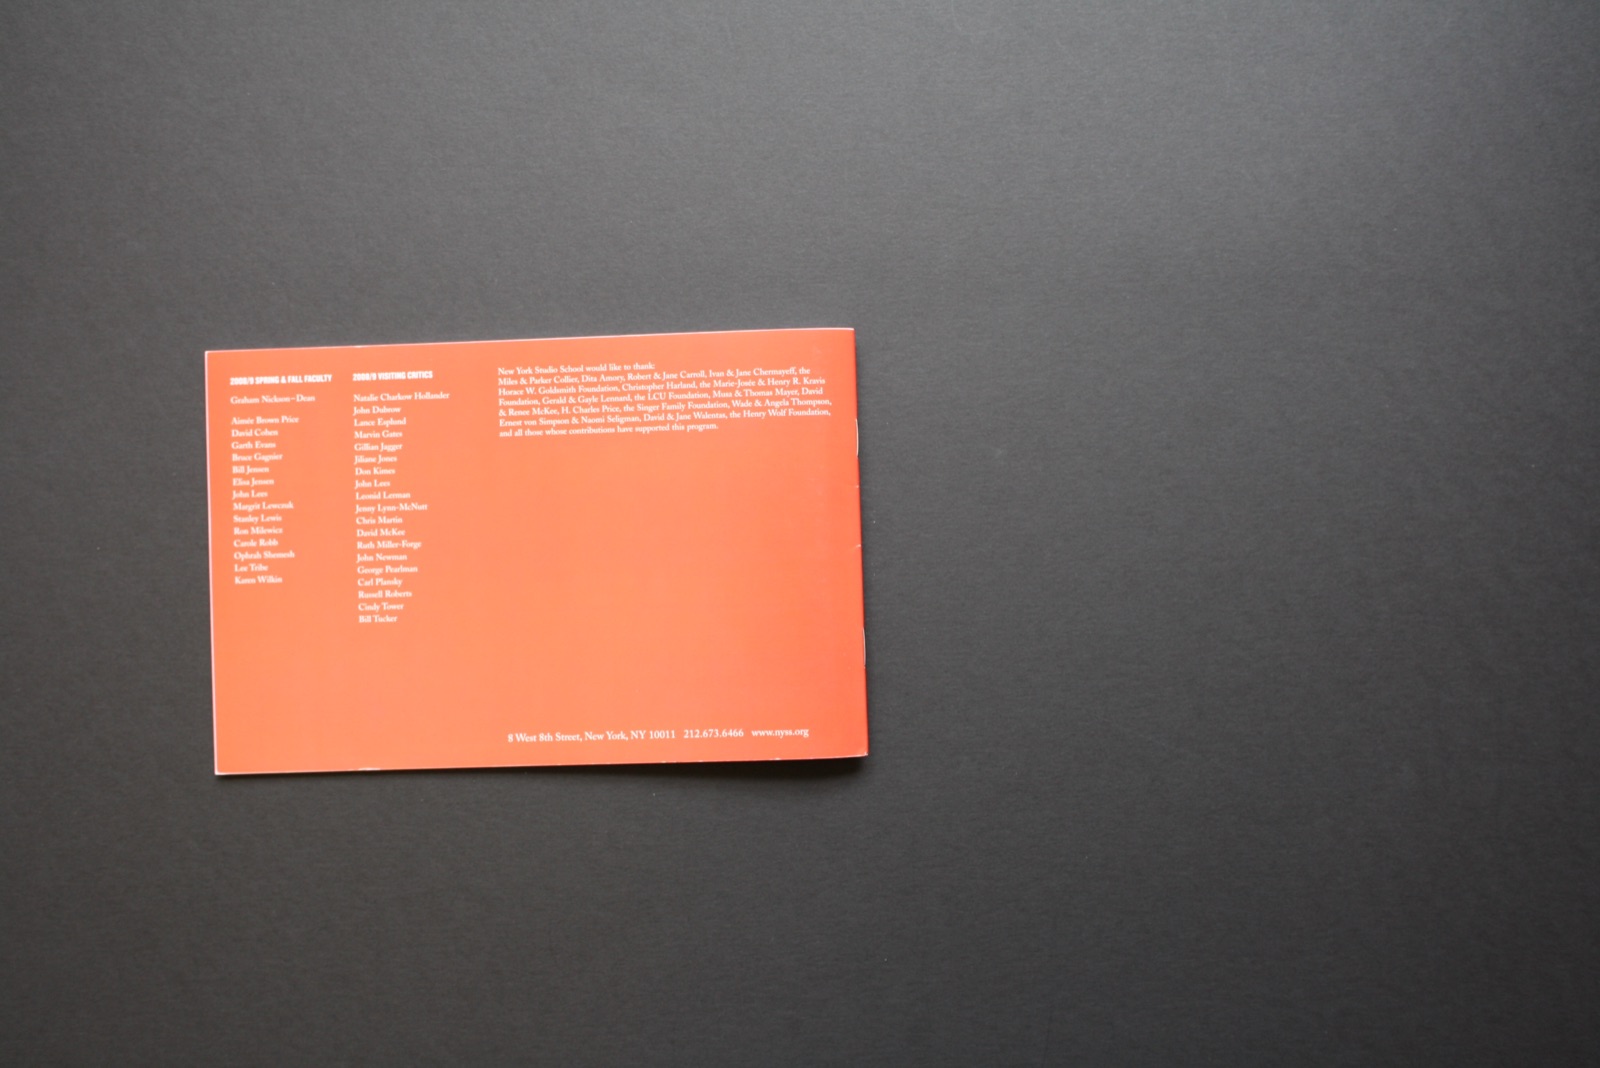 2008/9 SPRING & FALL FACULTY
Graham Nickson–Dean
Aimée Brown Price
David Cohen
Garth Evans
Bruce Gagnier
Bill Jensen
Elisa Jensen
John Lees
Margrit Lewczuk
Stanley Lewis
Ron Milewicz
Carole Robb
Ophrah Shemesh
Lee Tribe
Karen Wilkin
2008/9 VISITING CRITICS
Natalie Charkow Hollander
John Dubrow
Lance Esplund
Marvin Gates
Gillian Jagger
Jiliane Jones
Don Kimes
John Lees
Leonid Lerman
Jenny Lynn-McNutt
Chris Martin
David McKee
Ruth Miller-Forge
John Newman
George Pearlman
Carl Plansky
Russell Roberts
Cindy Tower
Bill Tucker
New York Studio School would like to thank:
Miles & Parker Collier, Dita Amory, Robert & Jane Carroll, Ivan & Jane Chermayeff, the
Horace W. Goldsmith Foundation, Christopher Harland, the Marie-Josée & Henry R. Kravis
Foundation, Gerald & Gayle Lennard, the LCU Foundation, Musa & Thomas Mayer, David
& Renee McKee, H. Charles Price, the Singer Family Foundation, Wade & Angela Thompson,
Ernest von Simpson & Naomi Seligman, David & Jane Walentas, the Henry Wolf Foundation,
and all those whose contributions have supported this program.
8 West 8th Street, New York, NY 10011 212.673.6466 www.nyss.org